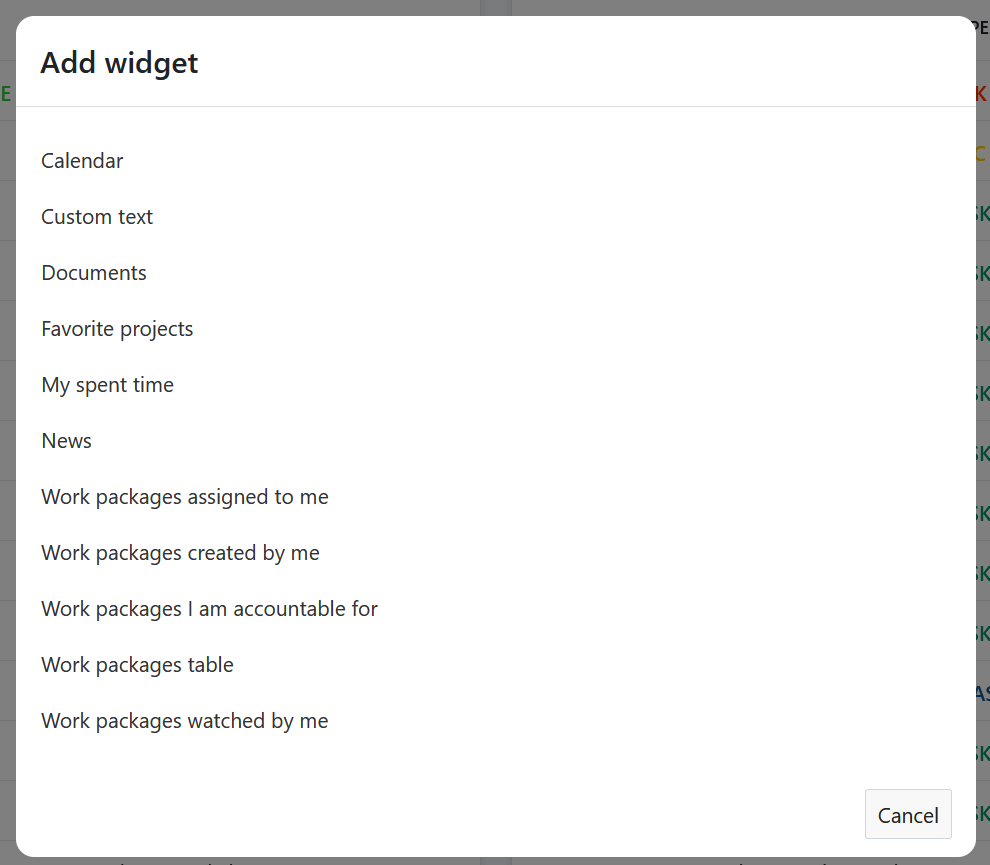 Add widget
Calendar
Custom text
Documents
Favorite projects
My spent time
News
Work packages assigned to me
Work packages created by me
Work packages I am accountable for
Work packages table
Work packages watched by me
Cancel